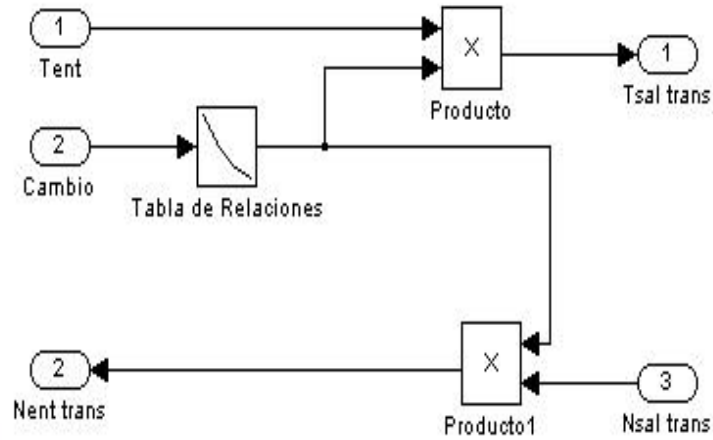 1
X
1
Tent
Producto
Tsal trans
2
Cambio
Tabla de Relaciones
2
X
3
Nent trans
Producto1
Nsal trans